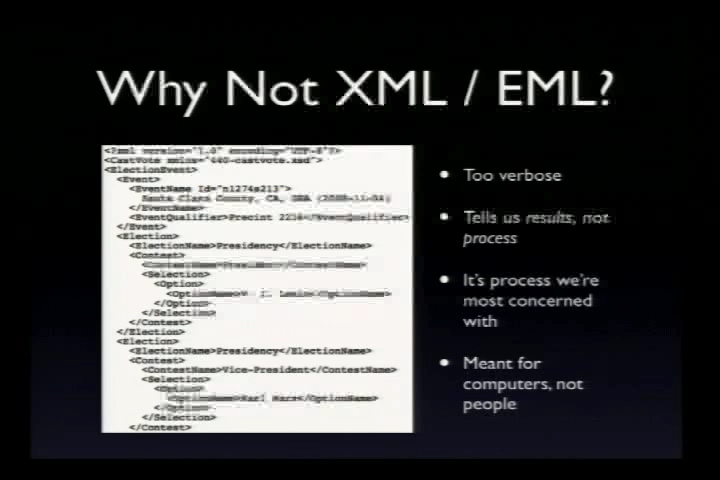 Why Not XML / EML?
<?xml version="1.0" encoding="UTF-8"?>
<CastVote xmlns="440-castvote.xsd">
<ElectionEvent>
<Event>
<EventName Id="n1274a213">
Santa Clara County, CA, USA (2008-11-04)
</EventName>
<EventQualifier>Precint 2216</EventQualifier>
</Event>
<Election>
<ElectionName>Presidency</ElectionName>
<Contest>
<ContestName>President</ContestName>
<Selection>
<Option>
<OptionName>V. I. Lenin</OptionName>
</Option>
</Selection>
</Contest>
</Election>
<Election>
<ElectionName>Presidency</ElectionName>
<Contest>
<ContestName>Vice-President</ContestName>
<Selection>
<Option>
<OptionName>Karl Marx</OptionName>
</Option>
</Selection>
</Contest>
• Too verbose
• Tells us results, not
process
• It's process we're
most concerned
with
• Meant for
computers, not
people